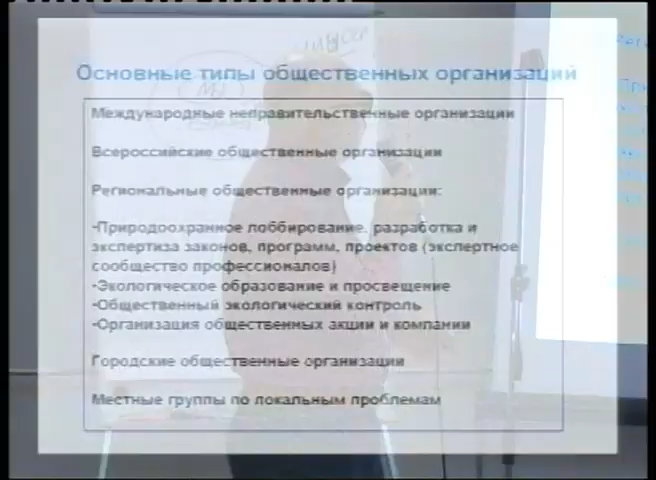 Основные типы общественных организаций
Международные неправительственные организации
Всероссийские общественные организации
Региональные общественные организации:
-Природоохранное лоббирование, разработка и
экспертиза законов, программ, проектов (экспертное
сообщество профессионалов)
-Экологическое образование и просвещение
-Общественный экологический контроль
-Организация общественных акции и компании
Городские общественные организации
Местные группы по локальным проблемам